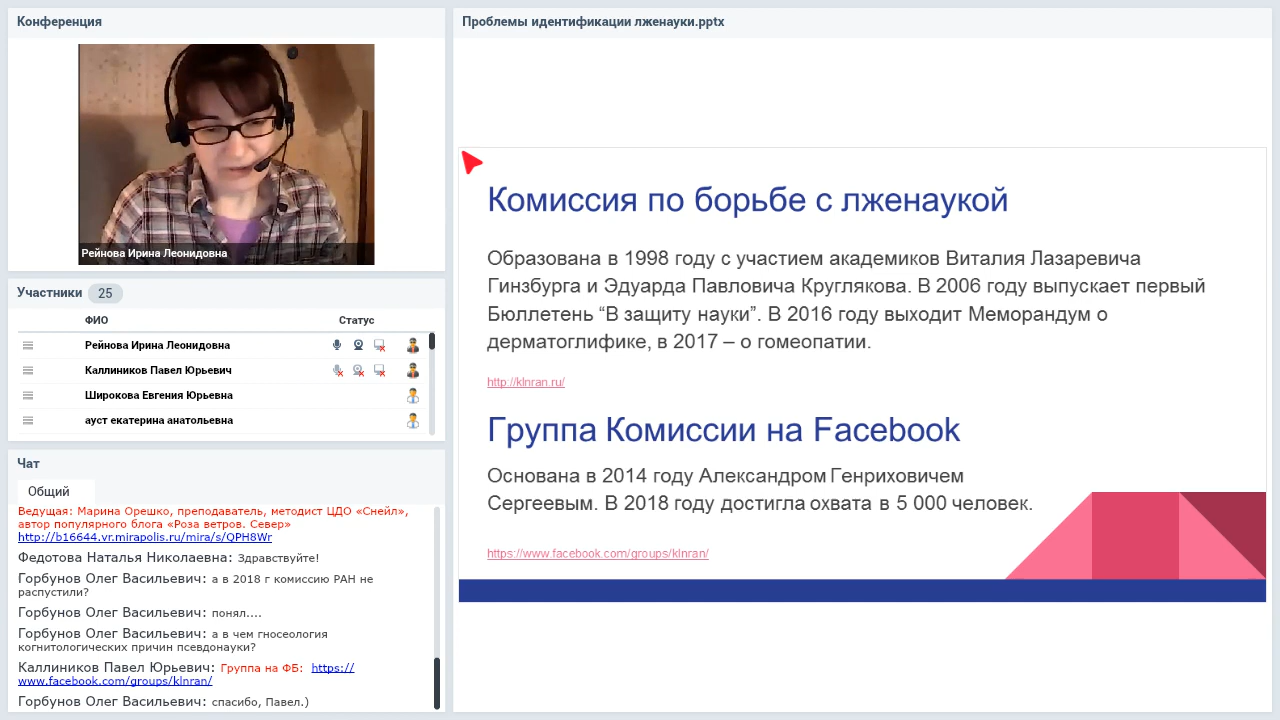 Конференция
Рейнова Ирина Леонидовна
Участники 25
ФИО Статус
Рейнова Ирина Леонидовна
Каллиников Павел Юрьевич
Широкова Евгения Юрьевна
ауст екатерина анатольевна
Чат
Общий
Ведущая: Марина Орешко, преподаватель, методист ЦДО «Снейл»,
автор популярного блога «Роза ветров. Север»
http://b16644.vr.mirapolis.ru/mira/s/QPH8Wr
Федотова Наталья Николаевна: Здравствуйте!
Горбунов Олег Васильевич: а в 2018 г комиссию РАН не
распустили?
Горбунов Олег Васильевич: понял....
Горбунов Олег Васильевич: а в чем гносеология
когнитологических причин псевдонауки?
Каллиников Павел Юрьевич: Группа на ФБ: https://
www.facebook.com/groups/klnran/
Горбунов Олег Васильевич: спасибо, Павел.)
Проблемы идентификации лженауки.pptx
Комиссия по борьбе с лженаукой
Образована в 1998 году с участием академиков Виталия Лазаревича
Гинзбурга и Эдуарда Павловича Круглякова. В 2006 году выпускает первый
Бюллетень “В защиту науки”. В 2016 году выходит Меморандум о
дерматоглифике, в 2017 – о гомеопатии.
http://klnran.ru/
Группа Комиссии на Facebook
Основана в 2014 году Александром Генриховичем
Сергеевым. В 2018 году достигла охвата в 5 000 человек.
https://www.facebook.com/groups/klnran/